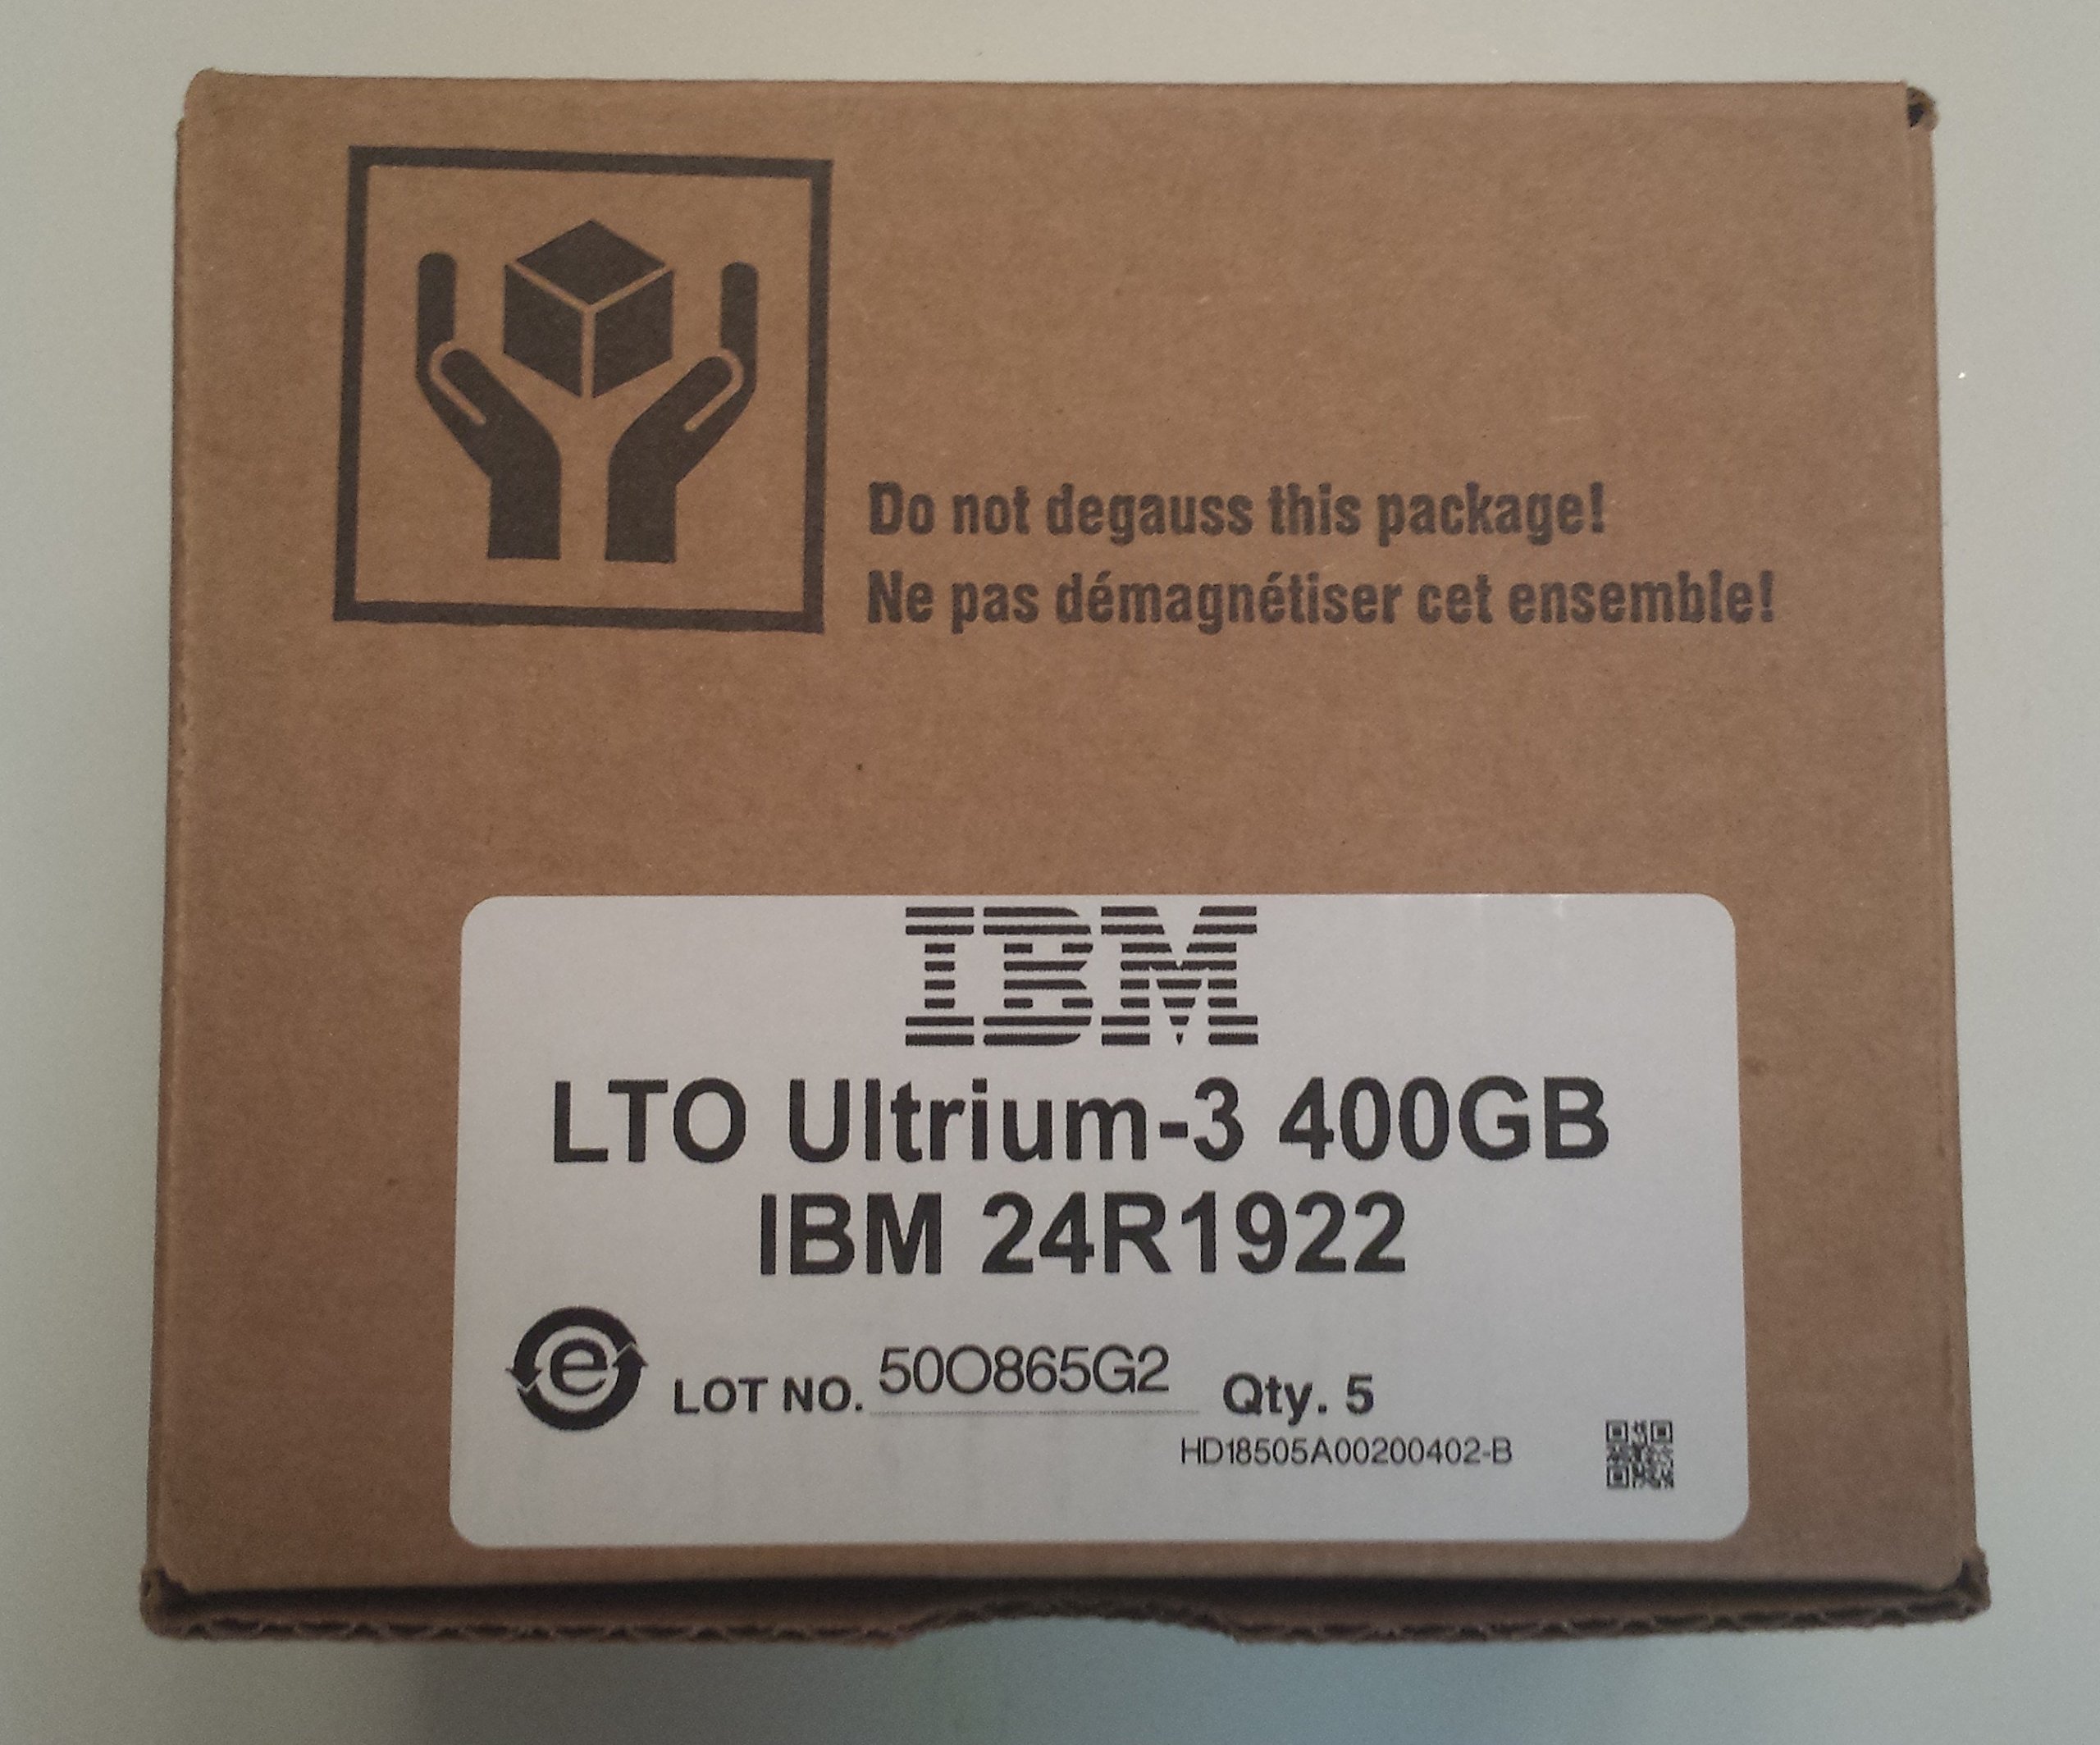 Do not degauss this package!
Ne pas démagnétiser cet ensemble!
IBM
LTO Ultrium-3 400GB
IBM 24R1922
e
LOT NO. 50O865G2 Qty. 5
HD18505A00200402-B